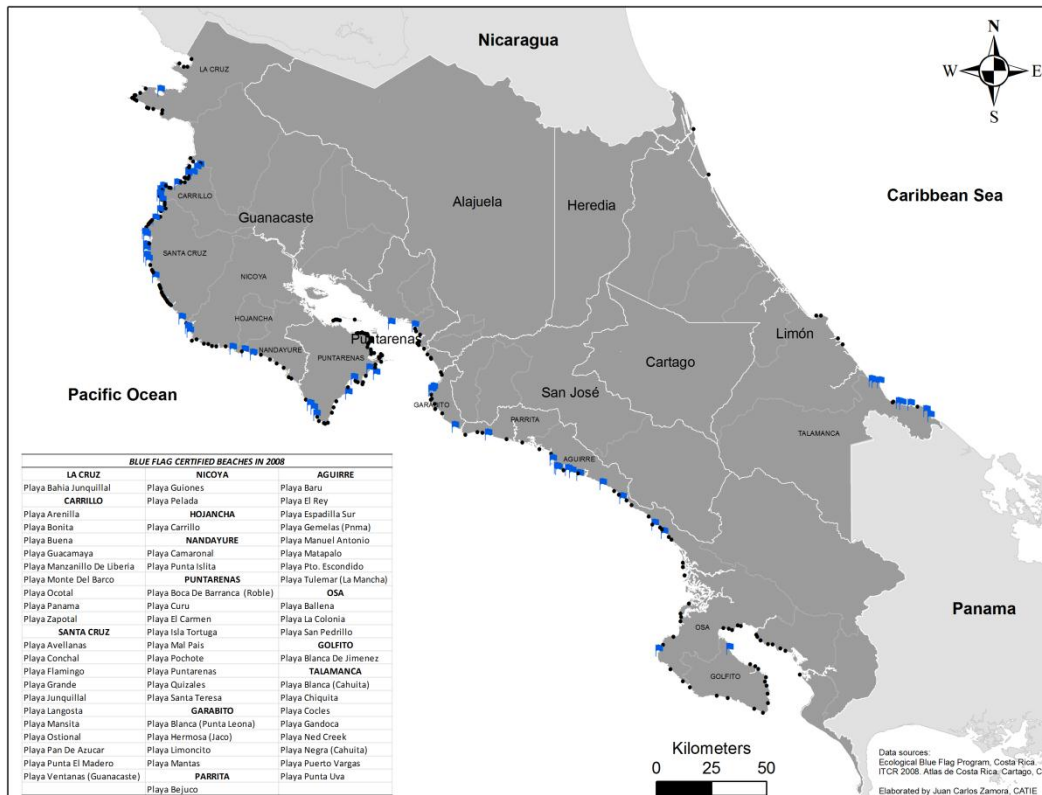 Nicaragua
N
W E
S
LA CRUZ
Caribbean Sea
CARRILLO
Guanacaste
Alajuela
Heredia
SANTA CRUZ
NICOYA
HOJANCHA
Limón
NANDAYURE
Puntarenas
PUNTARENAS
Cartago
Pacific Ocean
San José
GARABITO
PARRITA
TALAMANCA
AGUIRRE
Panama
OSA
GOLFITO
BLUE FLAG CERTIFIED BEACHES IN 2008
LA CRUZ NICOYA AGUIRRE
Playa Bahia Junquillal Playa Guiones Playa Baru
CARRILLO Playa Pelada Playa El Rey
Playa Arenilla HOJANCHA Playa Espadilla Sur
Playa Bonita Playa Carrillo Playa Gemelas (Pnma)
Playa Buena NANDAYURE Playa Manuel Antonio
Playa Guacamaya Playa Camaronal Playa Matapalo
Playa Manzanillo De Liberia Playa Punta Islita Playa Pto. Escondido
Playa Monte Del Barco PUNTARENAS Playa Tulemar (La Mancha)
Playa Ocotal Playa Boca De Barranca (Roble) OSA
Playa Panama Playa Curu Playa Ballena
Playa Zapotal Playa El Carmen Playa La Colonia
SANTA CRUZ Playa Isla Tortuga Playa San Pedrillo
Playa Avellanas Playa Mal Pais GOLFITO
Playa Conchal Playa Pochote Playa Blanca De Jimenez
Playa Flamingo Playa Puntarenas TALAMANCA
Playa Grande Playa Quizales Playa Blanca (Cahuita)
Playa Junquillal Playa Santa Teresa Playa Chiquita
Playa Langosta GARABITO Playa Cocles
Playa Mansita Playa Blanca (Punta Leona) Playa Gandoca
Playa Ostional Playa Hermosa (Jaco) Playa Ned Creek
Playa Pan De Azucar Playa Limoncito Playa Negra (Cahuita)
Playa Punta El Madero Playa Mantas Playa Puerto Vargas
Playa Ventanas (Guanacaste) PARRITA Playa Punta Uva
Playa Bejuco
Kilometers
0 25 50
Data sources:
Ecological Blue Flag Program, Costa Rica.
ITCR 2008. Atlas de Costa Rica. Cartago, C
Elaborated by Juan Carlos Zamora, CATIE